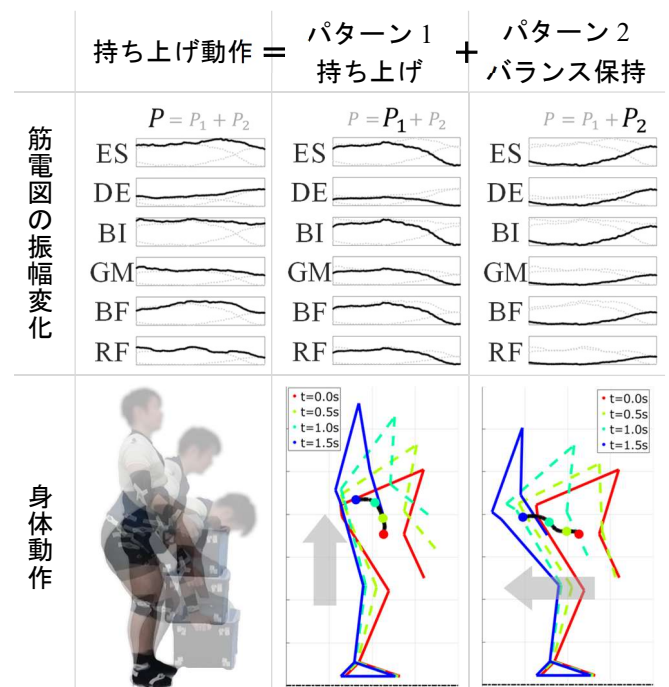 持ち上げ動作 = パターン 1 + パターン 2
持ち上げ
バランス保持
筋電図の振幅変化
P = P1 + P2
ES
DE
BI
GM
BF
RF
P = P1 + P2
ES
DE
BI
GM
BF
RF
P = P1 + P2
ES
DE
BI
GM
BF
RF
身体動作
t=0.0s
t=0.5s
t=1.0s
t=1.5s
t=0.0s
t=0.5s
t=1.0s
t=1.5s